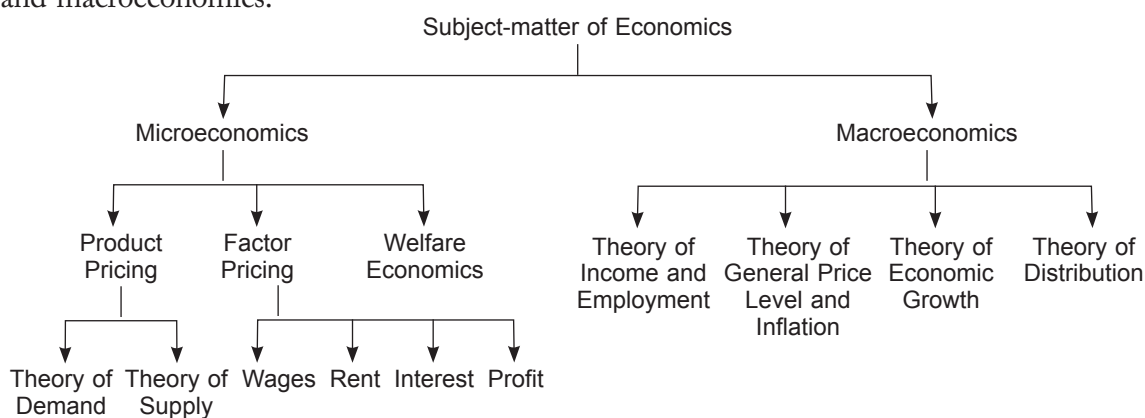 and macroeconomics.
Subject-matter of Economics
Microeconomics
Macroeconomics
Product
Pricing
Factor
Pricing
Welfare
Economics
Theory of
Income and
Employment
Theory of
General Price
Level and
Inflation
Theory of
Economic
Growth
Theory of
Distribution
Theory of
Demand
Theory of
Supply
Wages
Rent
Interest
Profit